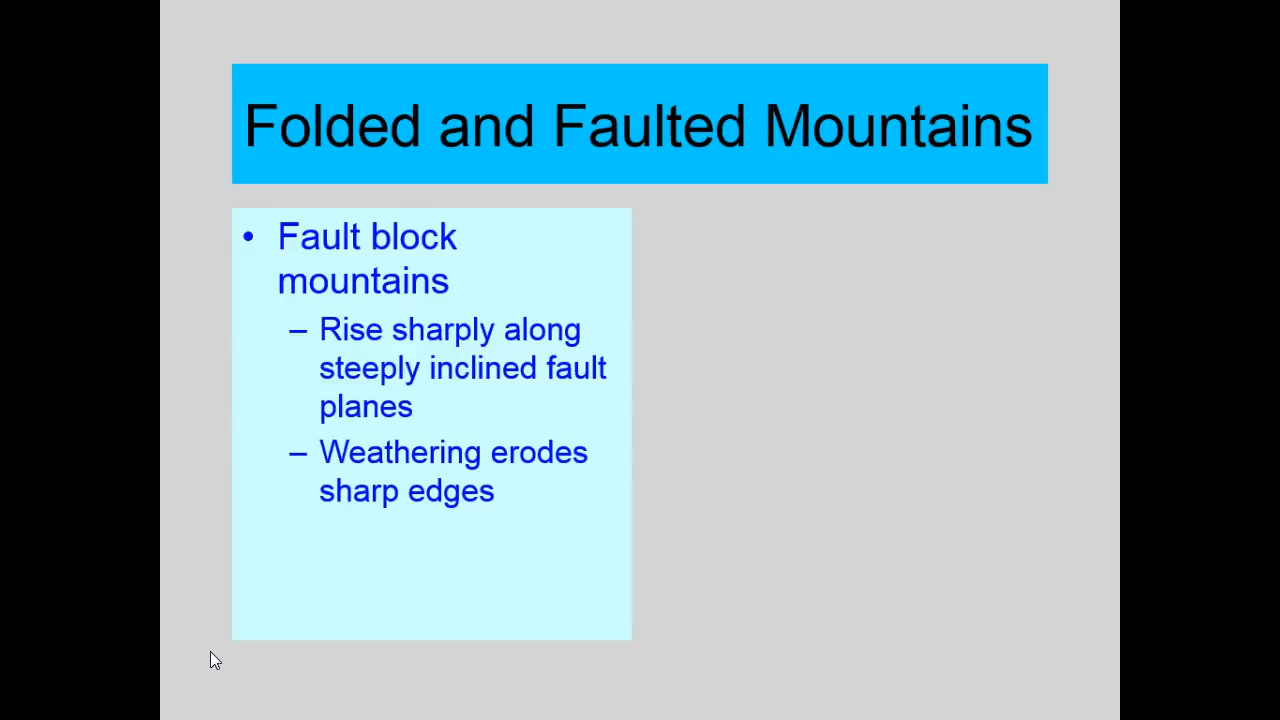 Folded and Faulted Mountains
• Fault block
mountains
– Rise sharply along
steeply inclined fault
planes
– Weathering erodes
sharp edges